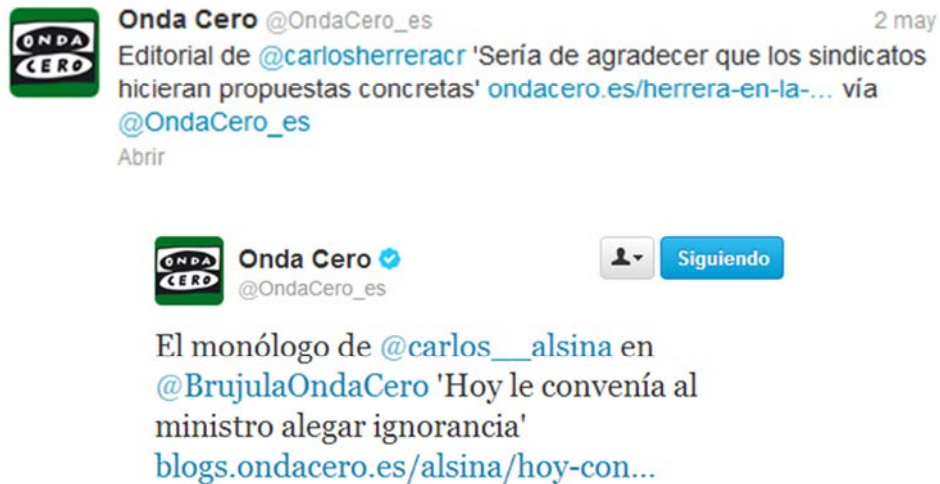 ONDA
CERO
Onda Cero @OndaCero_es 2 may
Editorial de @carlosherreracr 'Sería de agradecer que los sindicatos
hicieran propuestas concretas' ondacero.es/herrera-en-la-... vía
@OndaCero_es
Abrir
ONDA
CERO
Onda Cero
@OndaCero_es
Siguiendo
El monólogo de @carlos__alsina en
@BrujulaOndaCero 'Hoy le convenía al
ministro alegar ignorancia'
blogs.ondacero.es/alsina/hoy-con...